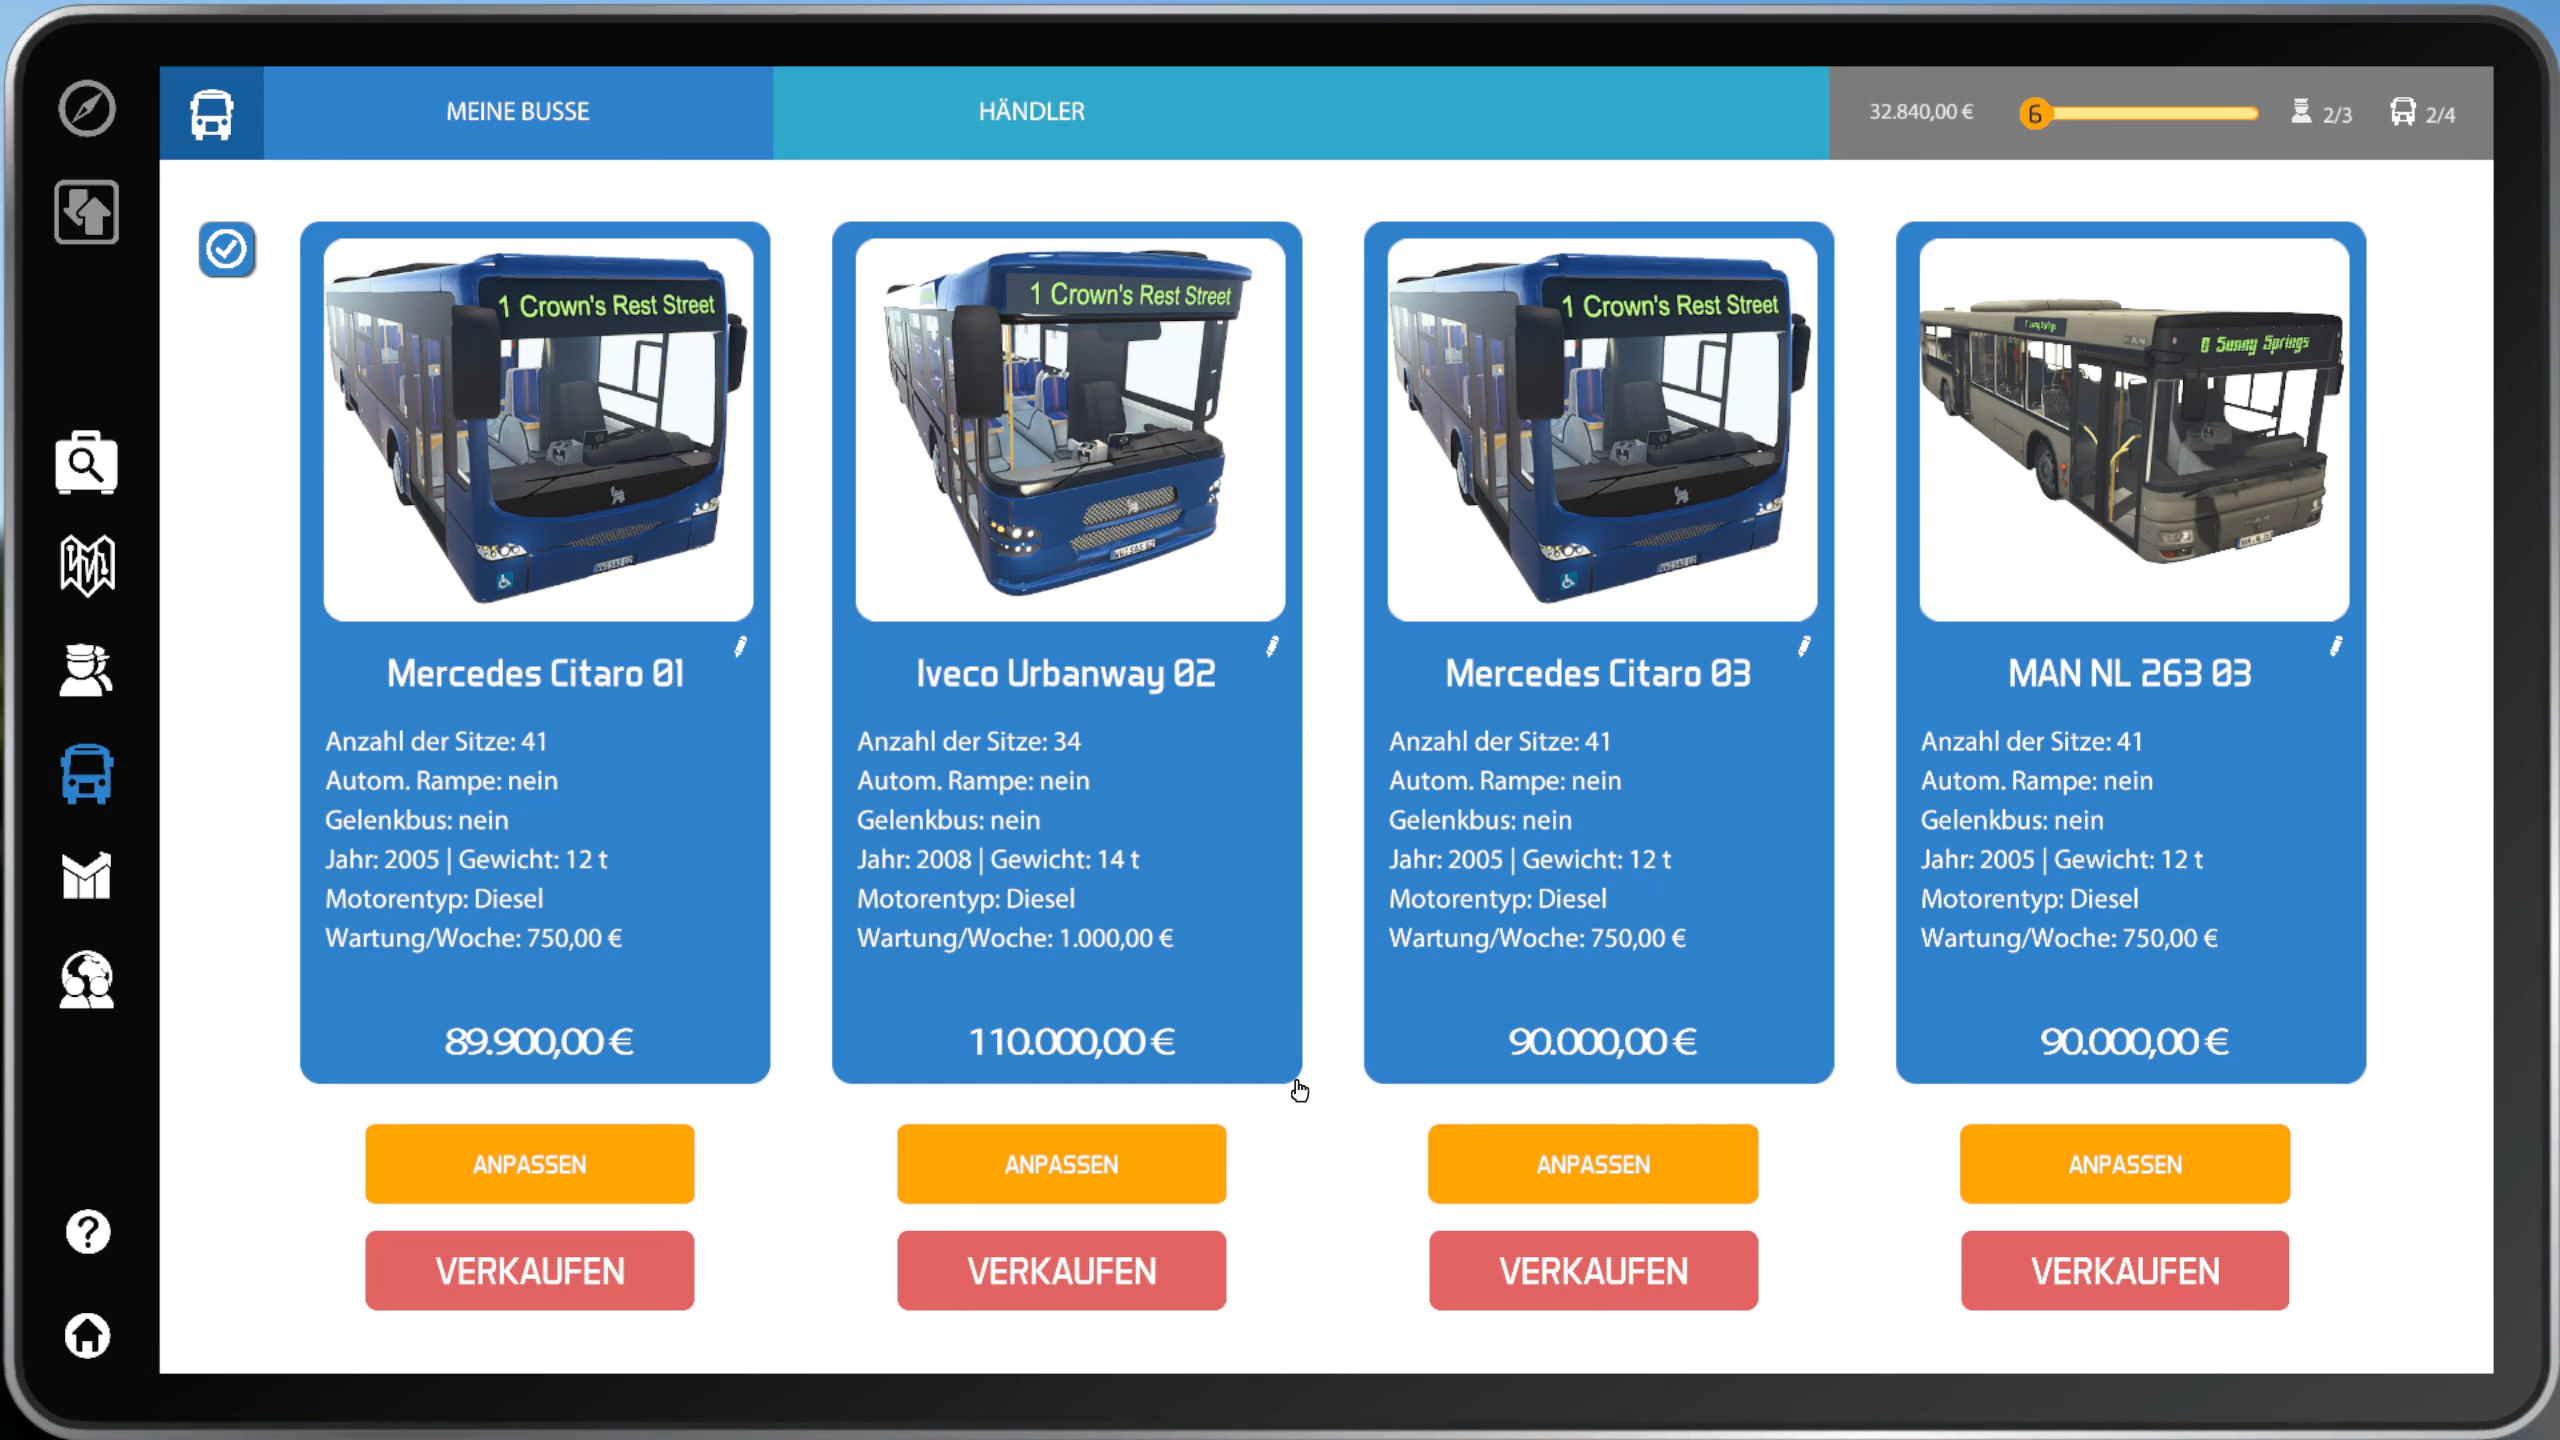 MEINE BUSSE
HÄNDLER
32.840,00 €
6
2/3
2/4
1 Crown's Rest Street
1 Crown's Rest Street
1 Crown's Rest Street
0 Sunny Springs
Mercedes Citaro 01
Anzahl der Sitze: 41
Autom. Rampe: nein
Gelenkbus: nein
Jahr: 2005 | Gewicht: 12 t
Motorentyp: Diesel
Wartung/Woche: 750,00 €
89.900,00 €
ANPASSEN
VERKAUFEN
Iveco Urbanway 02
Anzahl der Sitze: 34
Autom. Rampe: nein
Gelenkbus: nein
Jahr: 2008 | Gewicht: 14 t
Motorentyp: Diesel
Wartung/Woche: 1.000,00 €
110.000,00 €
ANPASSEN
VERKAUFEN
Mercedes Citaro 03
Anzahl der Sitze: 41
Autom. Rampe: nein
Gelenkbus: nein
Jahr: 2005 | Gewicht: 12 t
Motorentyp: Diesel
Wartung/Woche: 750,00 €
90.000,00 €
ANPASSEN
VERKAUFEN
MAN NL 263 03
Anzahl der Sitze: 41
Autom. Rampe: nein
Gelenkbus: nein
Jahr: 2005 | Gewicht: 12 t
Motorentyp: Diesel
Wartung/Woche: 750,00 €
90.000,00 €
ANPASSEN
VERKAUFEN